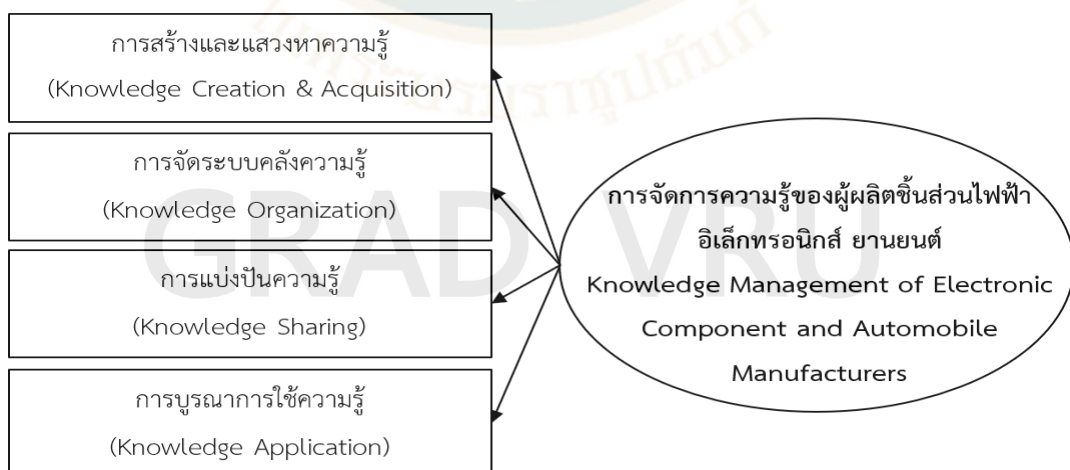 การสร้างและแสวงหาความรู้
(Knowledge Creation & Acquisition)
การจัดระบบคลังความรู้
(Knowledge Organization)
การแบ่งปันความรู้
(Knowledge Sharing)
การบูรณาการใช้ความรู้
(Knowledge Application)
การจัดการความรู้ของผู้ผลิตชิ้นส่วนไฟฟ้า
อิเล็กทรอนิกส์ ยานยนต์
Knowledge Management of Electronic
Component and Automobile
Manufacturers
GRAD VRU